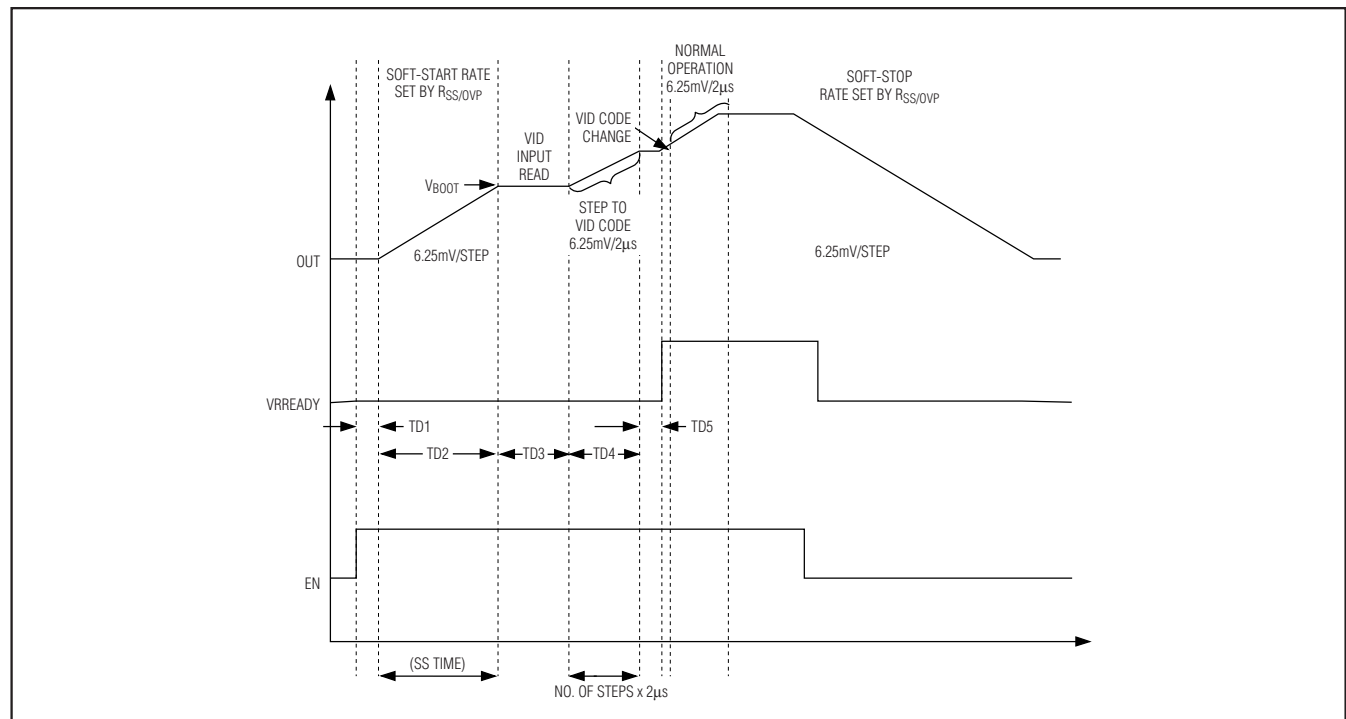 NORMAL
OPERATION
6.25mV/2µs
SOFT-START RATE
SET BY RSS/OVP
SOFT-STOP
RATE SET BY RSS/OVP
VID CODE
CHANGE
VID
INPUT
READ
VBOOT
STEP TO
VID CODE
6.25mV/2µs
6.25mV/STEP
6.25mV/STEP
OUT
VRREADY
TD1
TD5
TD2
TD3
TD4
EN
(SS TIME)
NO. OF STEPS x 2µs